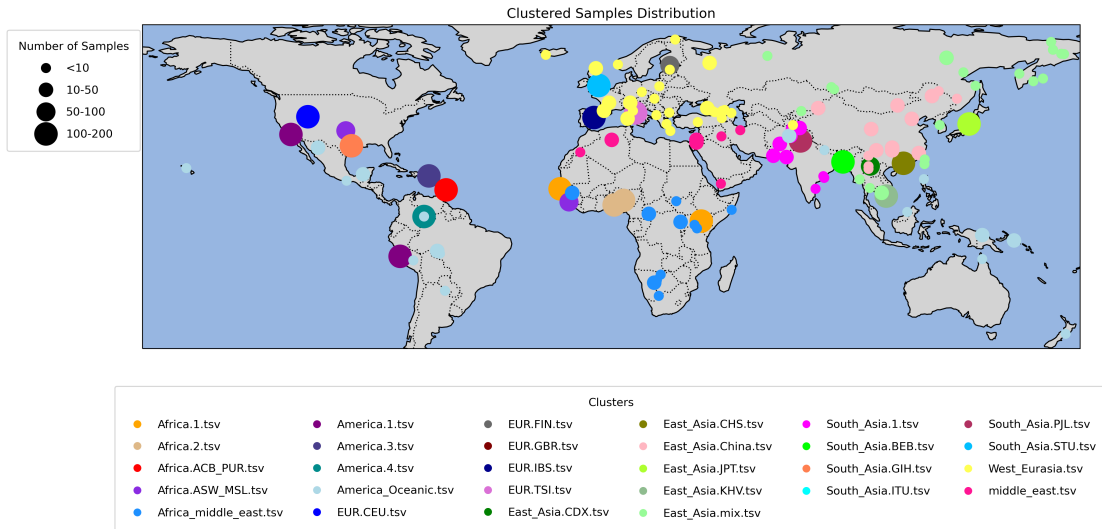 Clustered Samples Distribution
Number of Samples
<10
10-50
50-100
100-200
Clusters
Africa.1.tsv
Africa.2.tsv
Africa.ACB_PUR.tsv
Africa.ASW_MSL.tsv
Africa_middle_east.tsv
America.1.tsv
America.3.tsv
America.4.tsv
America_Oceanic.tsv
EUR.CEU.tsv
EUR.FIN.tsv
EUR.GBR.tsv
EUR.IBS.tsv
EUR.TSI.tsv
East_Asia.CDX.tsv
East_Asia.CHS.tsv
East_Asia.China.tsv
East_Asia.JPT.tsv
East_Asia.KHV.tsv
East_Asia.mix.tsv
South_Asia.1.tsv
South_Asia.BEB.tsv
South_Asia.GIH.tsv
South_Asia.ITU.tsv
South_Asia.PJL.tsv
South_Asia.STU.tsv
West_Eurasia.tsv
middle_east.tsv